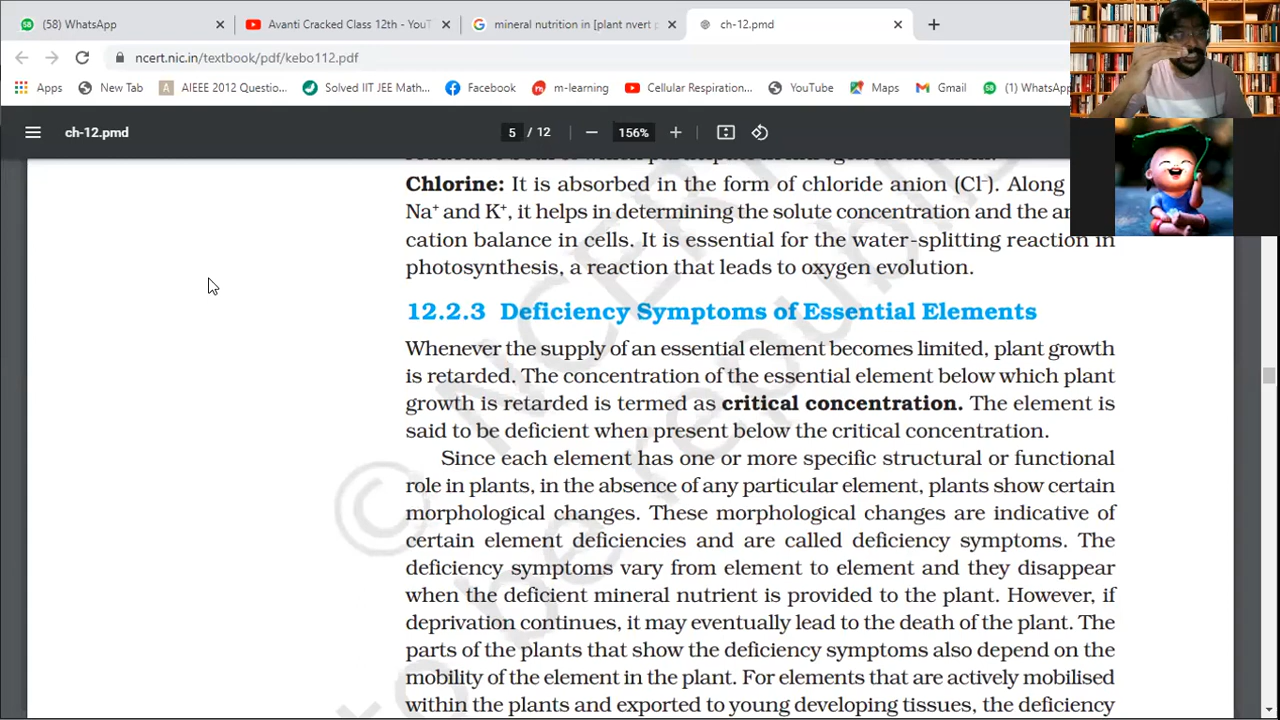 (58) WhatsApp
Avanti Cracked Class 12th - YouT
mineral nutrition in [plant nvert p
ch-12.pmd
ncert.nic.in/textbook/pdf/kebo112.pdf
Apps
New Tab
AIEEE 2012 Questio...
Solved IIT JEE Math...
Facebook
m-learning
Cellular Respiration...
YouTube
Maps
Gmail
(1) WhatsApp
ch-12.pmd
5 / 12
156%
Chlorine: It is absorbed in the form of chloride anion (Cl⁻). Along
Na⁺ and K⁺, it helps in determining the solute concentration and the an
cation balance in cells. It is essential for the water-splitting reaction in
photosynthesis, a reaction that leads to oxygen evolution.
12.2.3 Deficiency Symptoms of Essential Elements
Whenever the supply of an essential element becomes limited, plant growth
is retarded. The concentration of the essential element below which plant
growth is retarded is termed as critical concentration. The element is
said to be deficient when present below the critical concentration.
Since each element has one or more specific structural or functional
role in plants, in the absence of any particular element, plants show certain
morphological changes. These morphological changes are indicative of
certain element deficiencies and are called deficiency symptoms. The
deficiency symptoms vary from element to element and they disappear
when the deficient mineral nutrient is provided to the plant. However, if
deprivation continues, it may eventually lead to the death of the plant. The
parts of the plants that show the deficiency symptoms also depend on the
mobility of the element in the plant. For elements that are actively mobilised
within the plants and exported to young developing tissues, the deficiency